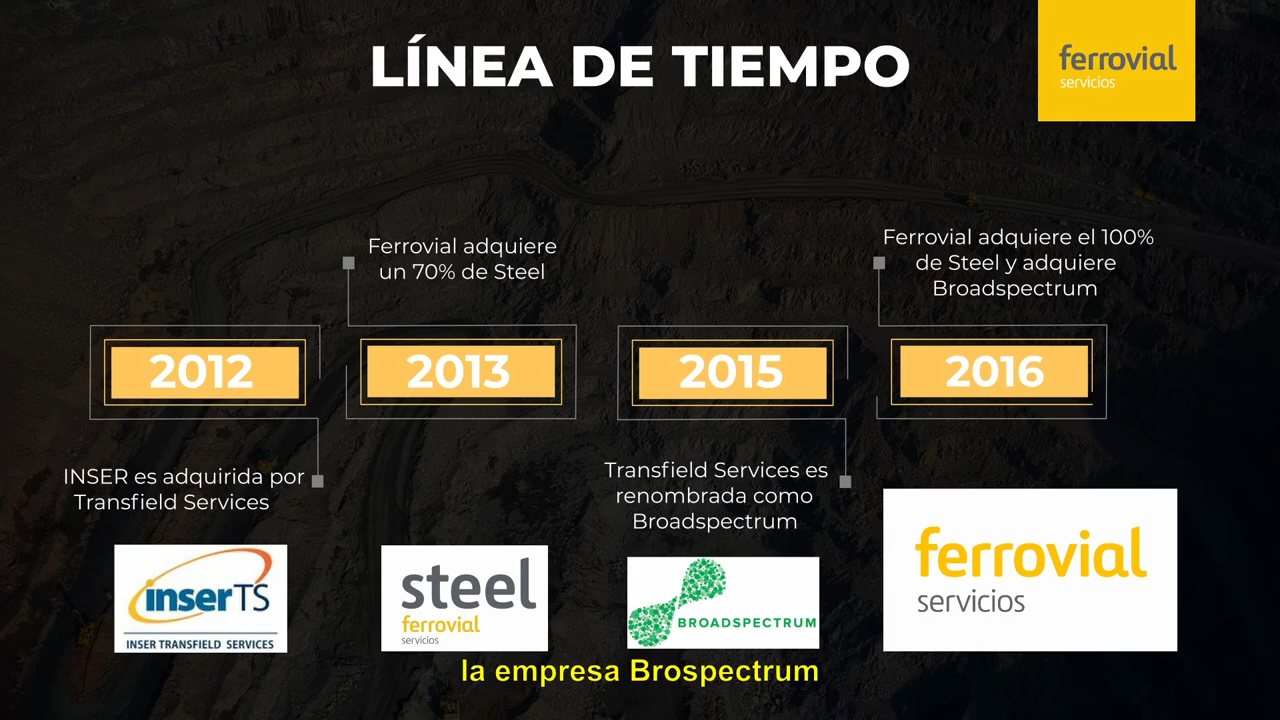 LÍNEA DE TIEMPO
ferrovial
servicios
Ferrovial adquiere
un 70% de Steel
Ferrovial adquiere el 100%
de Steel y adquiere
Broadspectrum
2012
2013
2015
2016
INSER es adquirida por
Transfield Services
Transfield Services es
renombrada como
Broadspectrum
inserTS
INSER TRANSFIELD SERVICES
steel
ferrovial
servicios
BROADSPECTRUM
ferrovial
servicios
la empresa Brospectrum